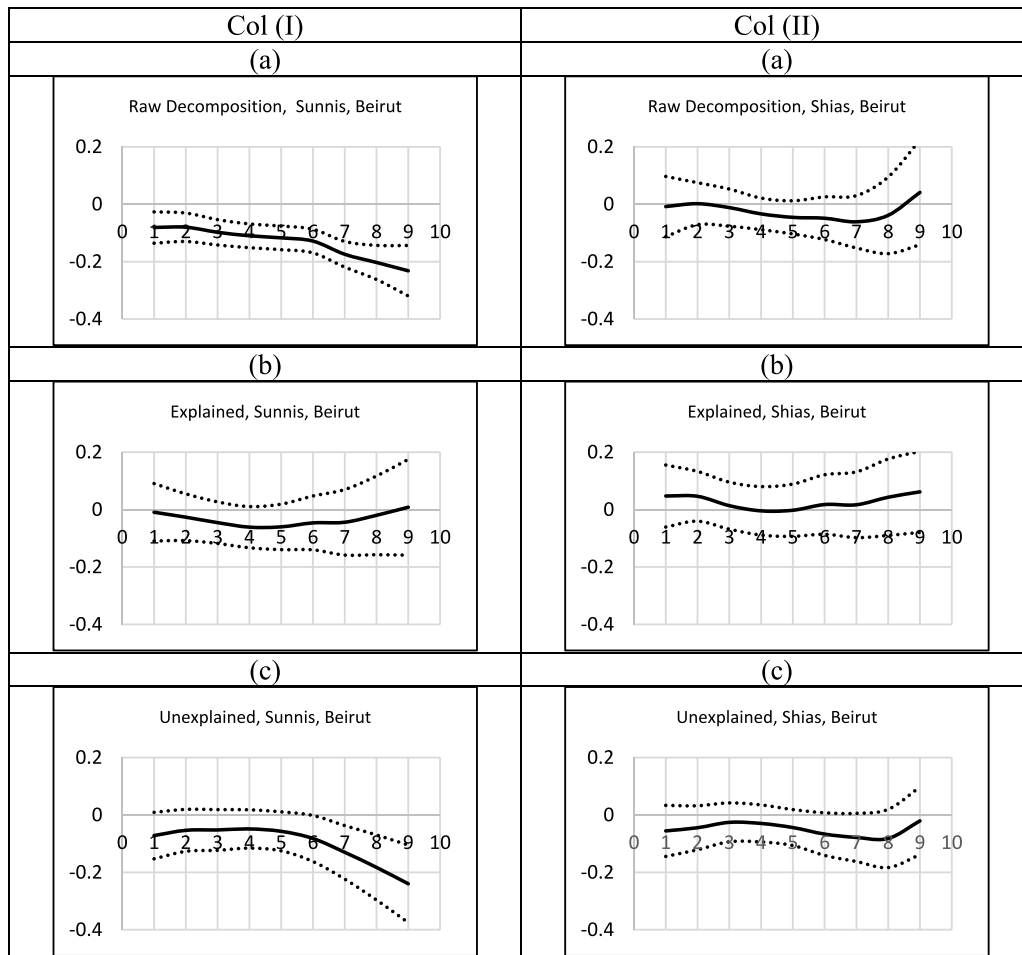 Col (I)
Col (II)
(a)
(a)
Raw Decomposition, Sunnis, Beirut
0.2
0
-0.2
-0.4
0 1 2 3 4 5 6 7 8 9 10
Raw Decomposition, Shias, Beirut
0.2
0
-0.2
-0.4
0 1 2 3 4 5 6 7 8 9 10
(b)
(b)
Explained, Sunnis, Beirut
0.2
0
-0.2
-0.4
0 1 2 3 4 5 6 7 8 9 10
Explained, Shias, Beirut
0.2
0
-0.2
-0.4
0 1 2 3 4 5 6 7 8 9 10
(c)
(c)
Unexplained, Sunnis, Beirut
0.2
0
-0.2
-0.4
0 1 2 3 4 5 6 7 8 9 10
Unexplained, Shias, Beirut
0.2
0
-0.2
-0.4
0 1 2 3 4 5 6 7 8 9 10